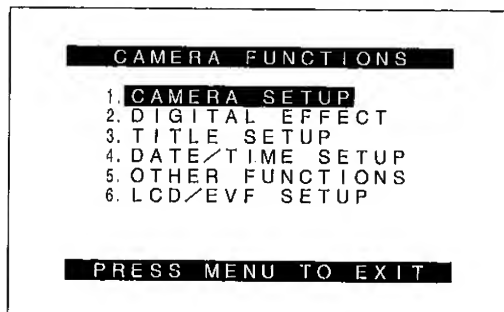 CAMERA FUNCTIONS
1. CAMERA SETUP
2. DIGITAL EFFECT
3. TITLE SETUP
4. DATE/TIME SETUP
5. OTHER FUNCTIONS
6. LCD/EVF SETUP
PRESS MENU TO EXIT